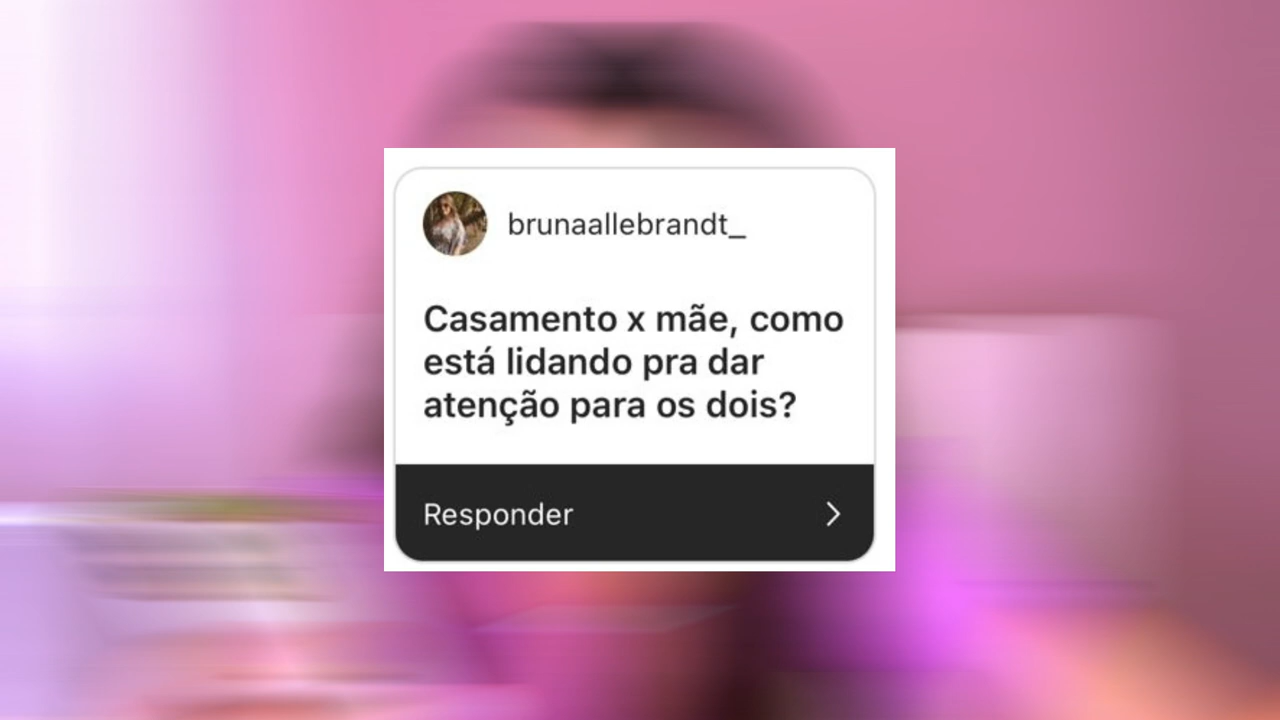 brunaallebrandt_
Casamento x mãe, como
está lidando pra dar
atenção para os dois?
Responder